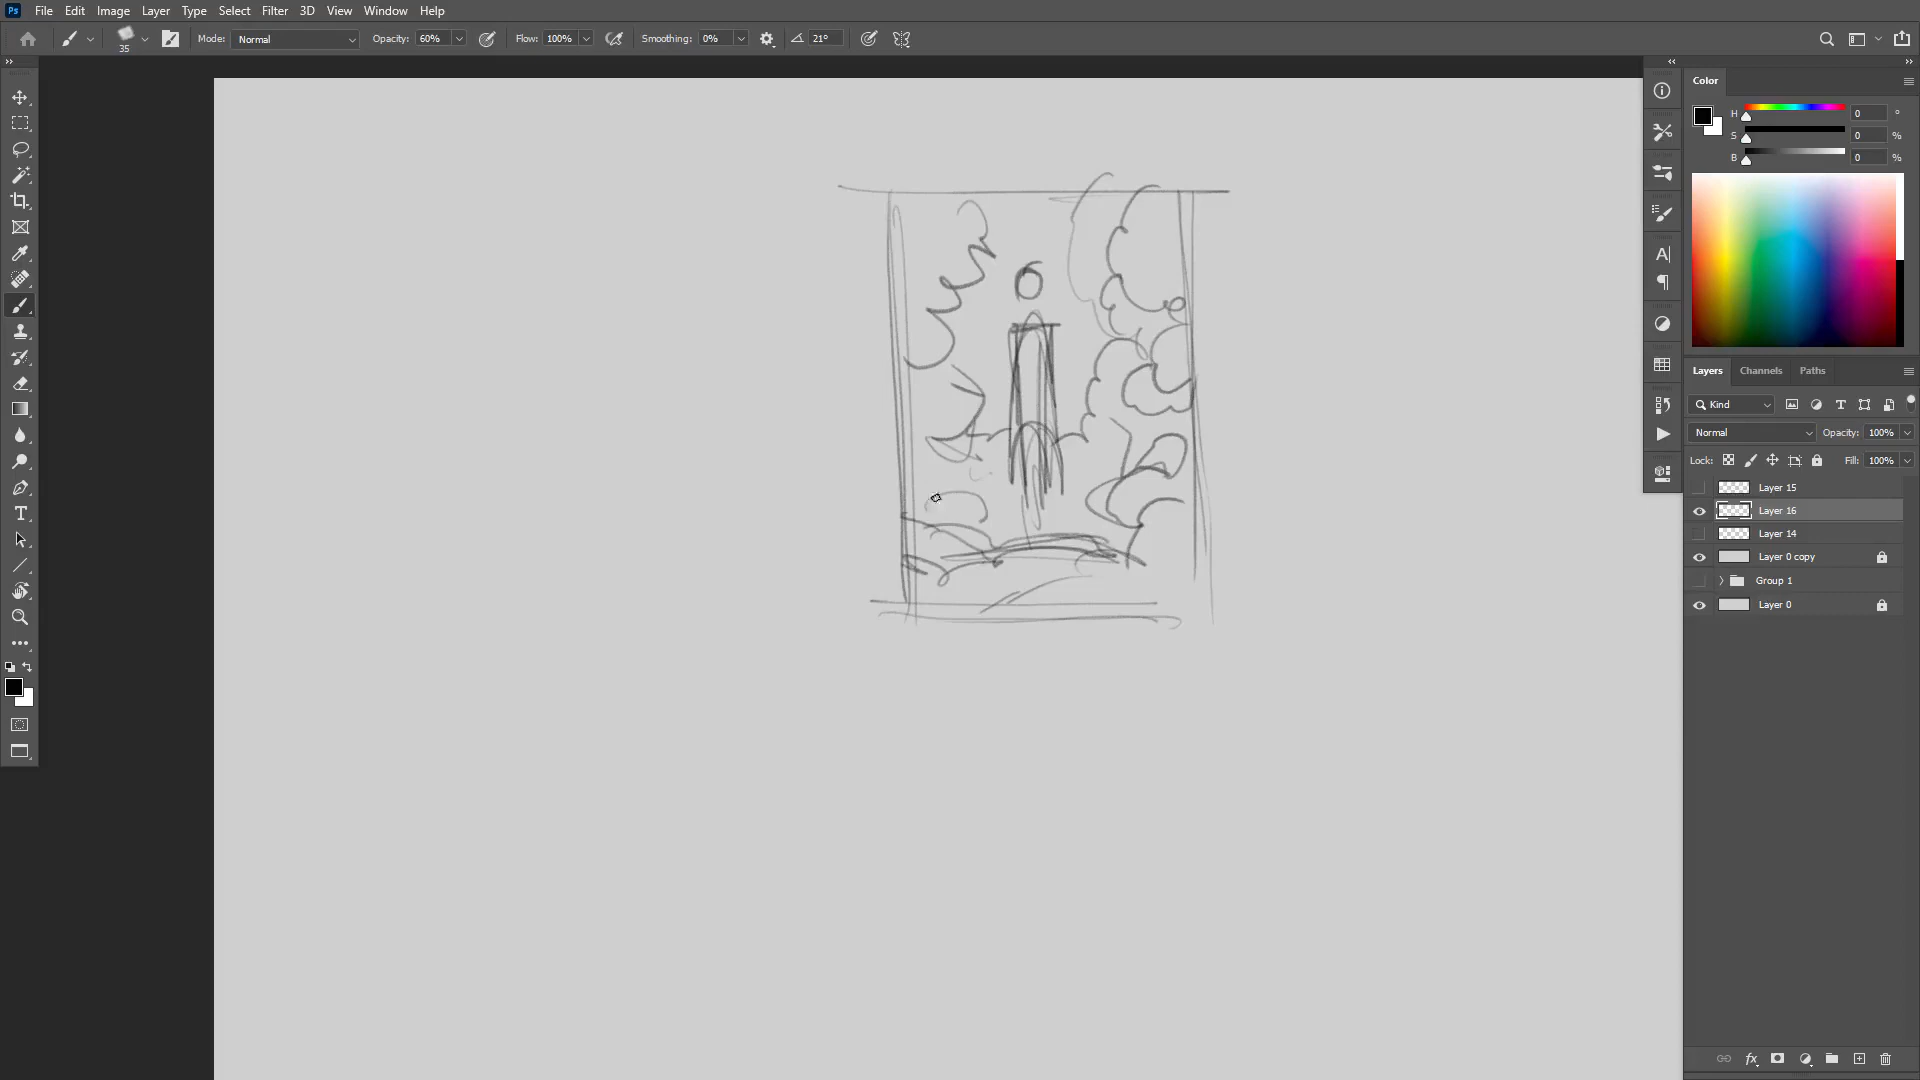 Ps File Edit Image Layer Type Select Filter 3D View Window Help
35 Mode: Normal Opacity: 60% Flow: 100% Smoothing: 0% 21°
Color
H 0 °
S 0 %
B 0 %
Layers Channels Paths
Kind
Normal Opacity: 100%
Lock: Fill: 100%
Layer 15
Layer 16
Layer 14
Layer 0 copy
Group 1
Layer 0
fx